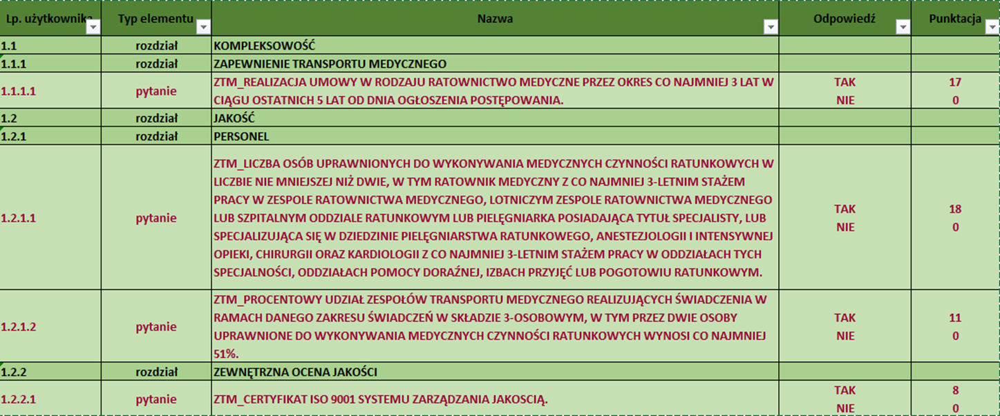 Lp. użytkownika Typ elementu Nazwa Odpowiedź Punktacja
1.1 rozdział KOMPLEKSOWOŚĆ
1.1.1 rozdział ZAPEWNIENIE TRANSPORTU MEDYCZNEGO
1.1.1.1 pytanie ZTM_REALIZACJA UMOWY W RODZAJU RATOWNICTWO MEDYCZNE PRZEZ OKRES CO NAJMNIEJ 3 LAT W TAK 17
CIĄGU OSTATNICH 5 LAT OD DNIA OGŁOSZENIA POSTĘPOWANIA. NIE 0
1.2 rozdział JAKOŚĆ
1.2.1 rozdział PERSONEL
ZTM_LICZBA OSÓB UPRAWNIONYCH DO WYKONYWANIA MEDYCZNYCH CZYNNOŚCI RATUNKOWYCH W
LICZBIE NIE MNIEJSZEJ NIŻ DWIE, W TYM RATOWNIK MEDYCZNY Z CO NAJMNIEJ 3-LETNIM STAŻEM
PRACY W ZESPOLE RATOWNICTWA MEDYCZNEGO, LOTNICZYM ZESPOLE RATOWNICTWA MEDYCZNEGO
1.2.1.1 pytanie LUB SZPITALNYM ODDZIALE RATUNKOWYM LUB PIELĘGNIARKA POSIADAJĄCA TYTUŁ SPECJALISTY, LUB TAK 18
SPECJALIZUJĄCA SIĘ W DZIEDZINIE PIELĘGNIARSTWA RATUNKOWEGO, ANESTEZJOLOGII I INTENSYWNEJ NIE 0
OPIEKI, CHIRURGII ORAZ KARDIOLOGII Z CO NAJMNIEJ 3-LETNIM STAŻEM PRACY W ODDZIAŁACH TYCH
SPECJALNOŚCI, ODDZIAŁACH POMOCY DORAŹNEJ, IZBACH PRZYJĘĆ LUB POGOTOWIU RATUNKOWYM.
ZTM_PROCENTOWY UDZIAŁ ZESPOŁÓW TRANSPORTU MEDYCZNEGO REALIZUJĄCYCH ŚWIADCZENIA W
RAMACH DANEGO ZAKRESU ŚWIADCZEŃ W SKŁADZIE 3-OSOBOWYM, W TYM PRZEZ DWIE OSOBY TAK 11
1.2.1.2 pytanie UPRAWNIONE DO WYKONYWANIA MEDYCZNYCH CZYNNOŚCI RATUNKOWYCH WYNOSI CO NAJMNIEJ NIE 0
51%.
1.2.2 rozdział ZEWNĘTRZNA OCENA JAKOŚCI
1.2.2.1 pytanie ZTM_CERTYFIKAT ISO 9001 SYSTEMU ZARZĄDZANIA JAKOSCIĄ. TAK 8
NIE 0